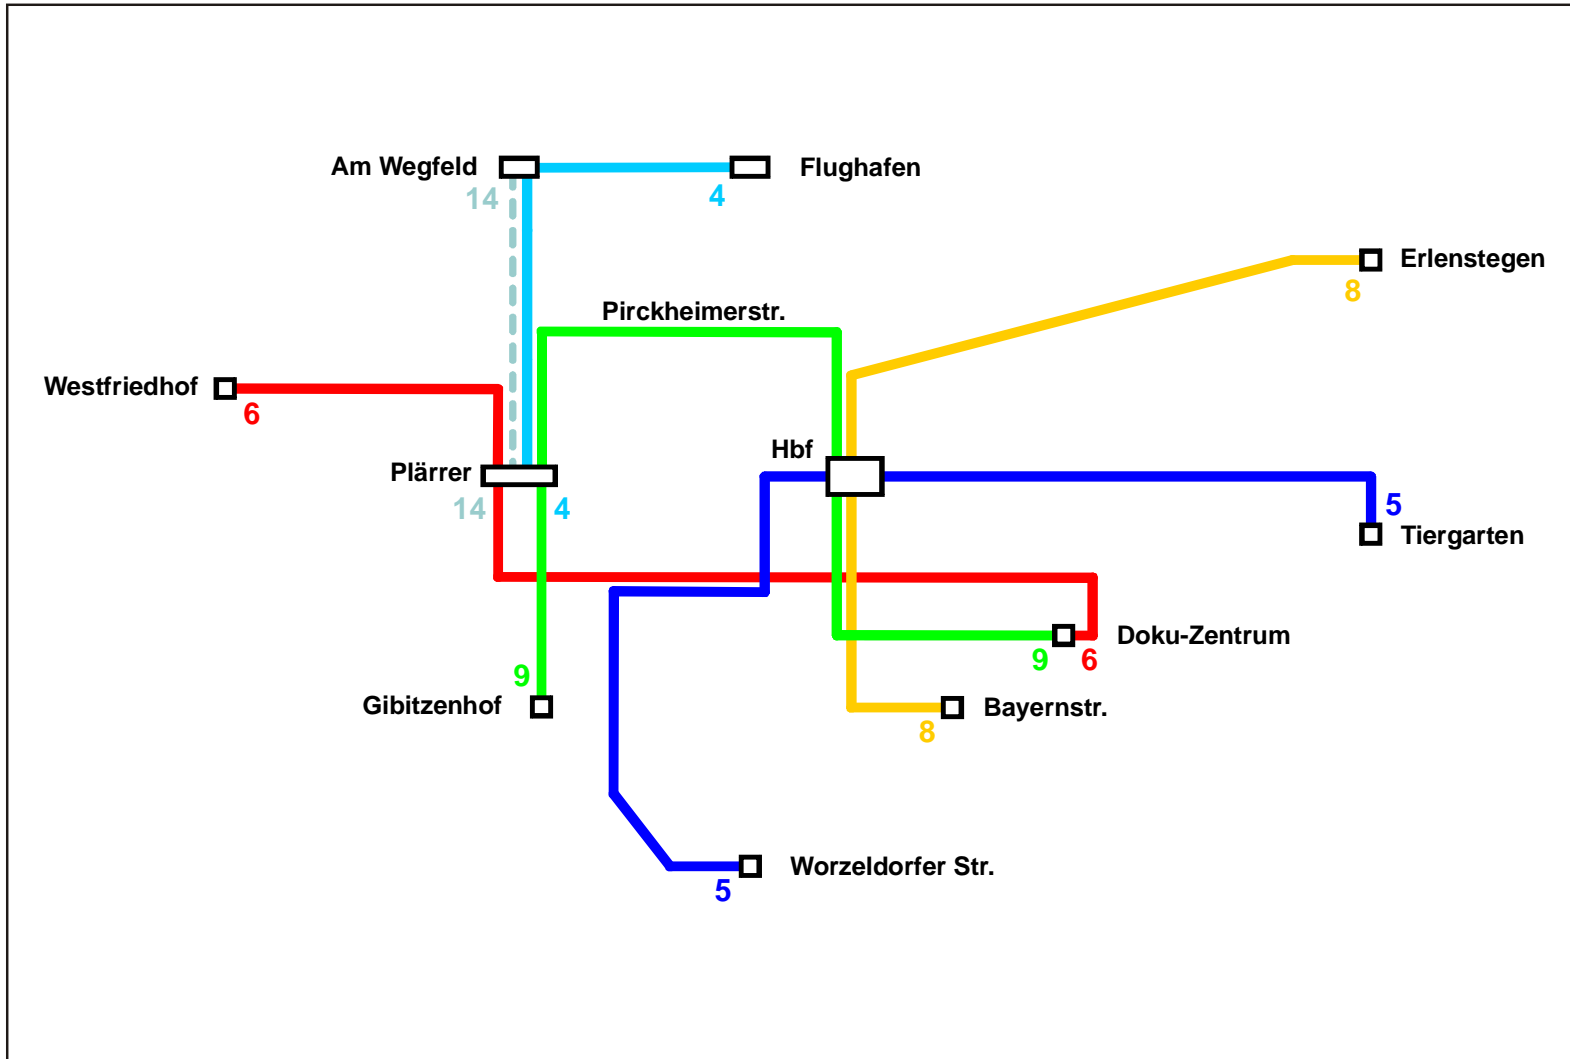 Am Wegfeld
Flughafen
14
4
Erlenstegen
8
Pirckheimerstr.
Westfriedhof
6
Hbf
Plärrer
14
4
5
Tiergarten
Doku-Zentrum
9
6
9
Gibitzenhof
Bayernstr.
8
Worzeldorfer Str.
5